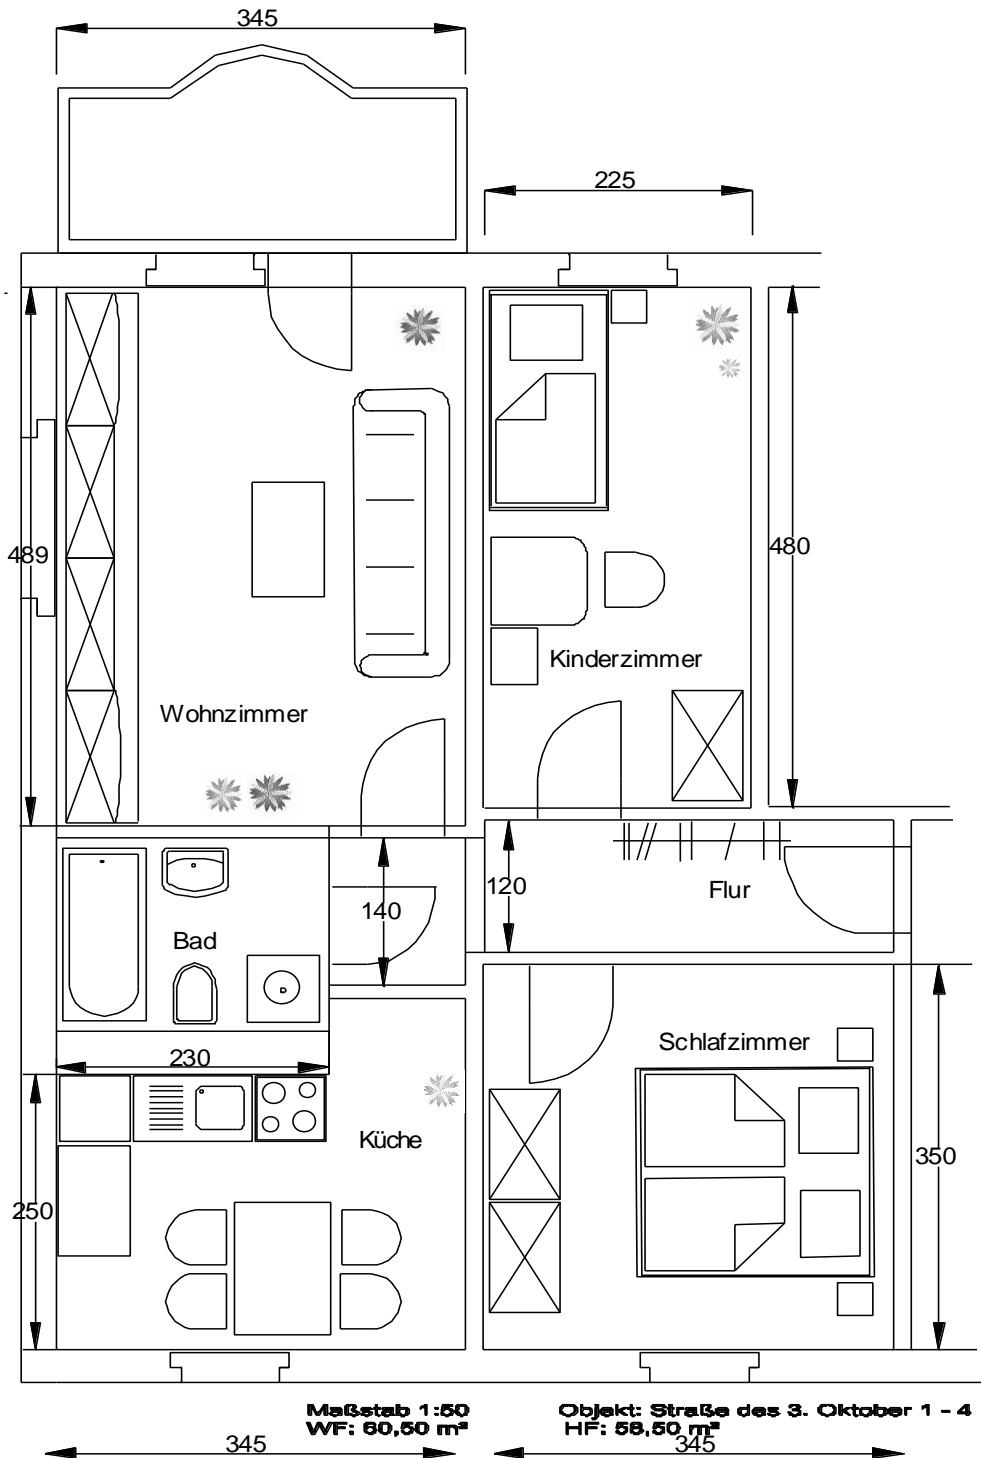 345
225
489
480
Kinderzimmer
Wohnzimmer
120
Flur
140
Bad
Schlafzimmer
230
Küche
350
250
Maßstab 1:50
WF: 60,50 m²
Objekt: Straße des 3. Oktober 1 - 4
HF: 58,50 m²
345
345